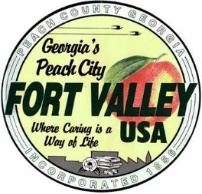 PEACH COUNTY GEORGIA
Georgia's
Peach City
FORT VALLEY
Where Caring is a
Way of Life
USA
INCORPORATED 1856